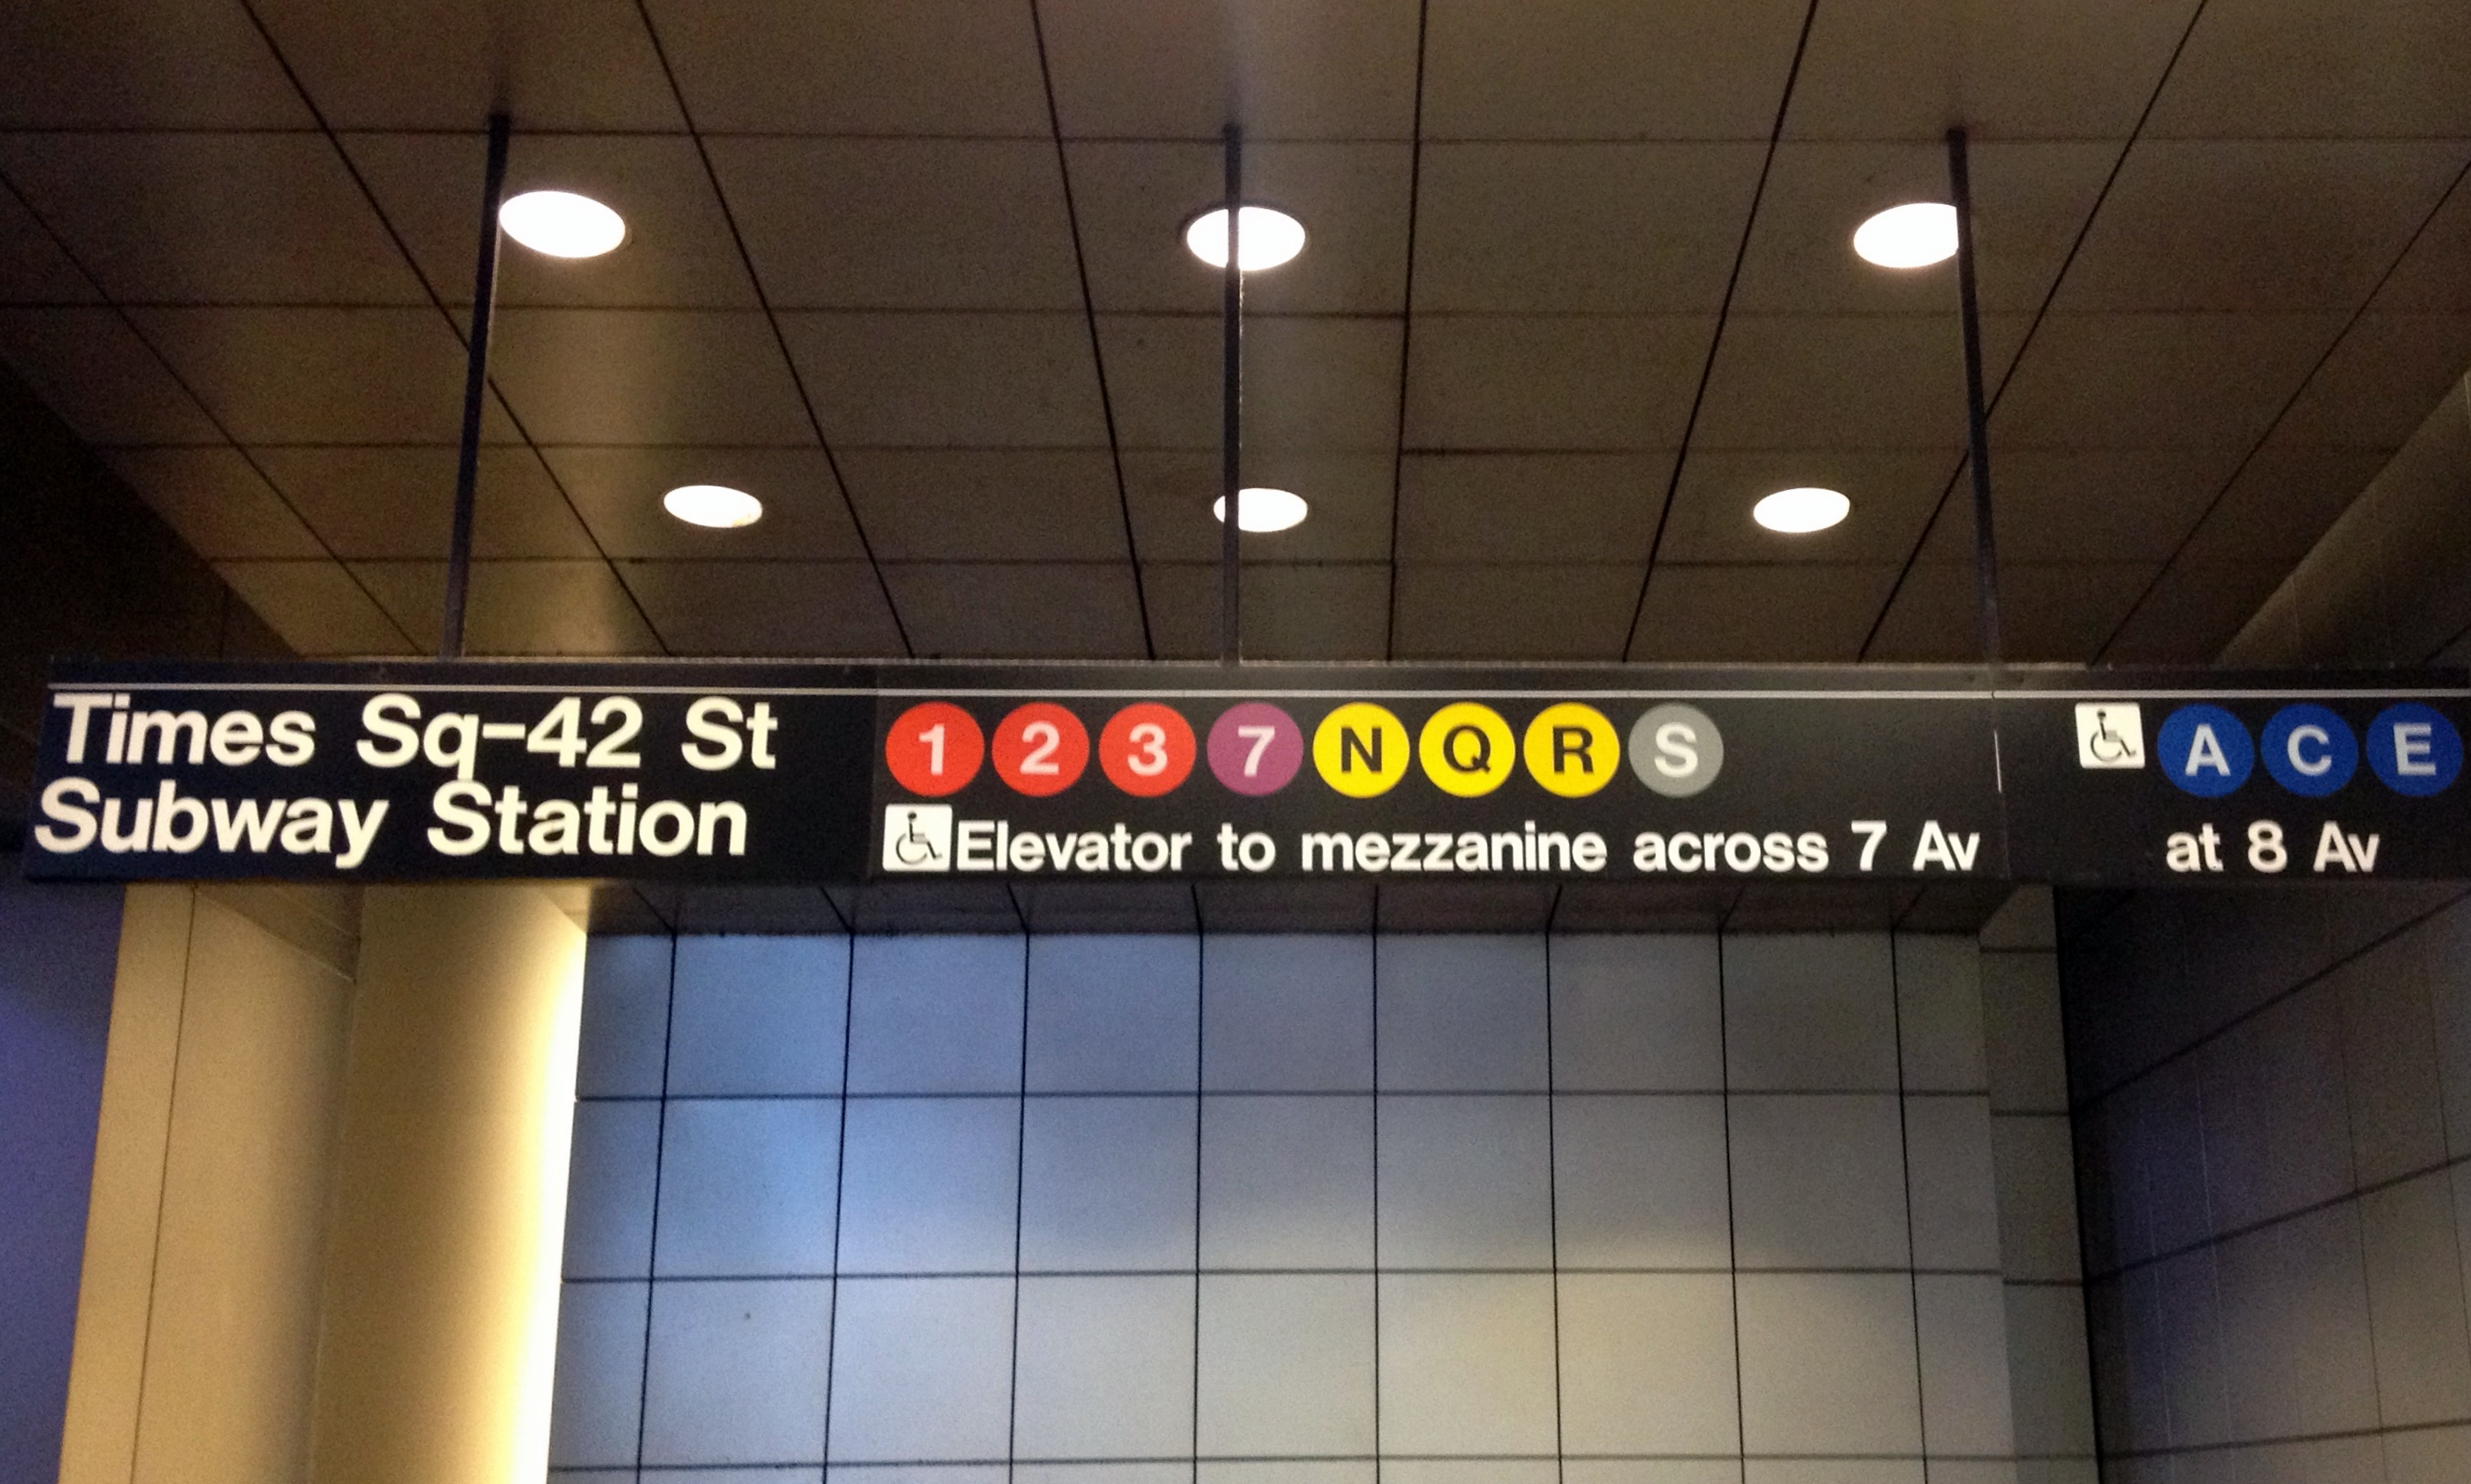 Times Sq-42 St
Subway Station
1 2 3 7 N Q R S
Elevator to mezzanine across 7 Av
A C E
at 8 Av